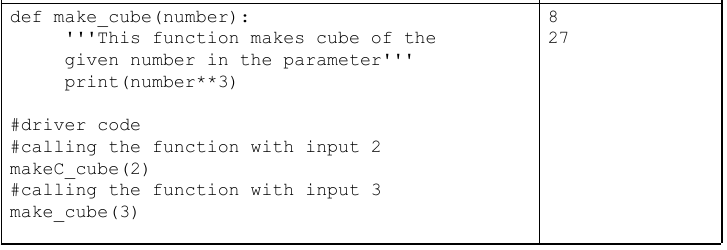 def make_cube(number):
'''This function makes cube of the
given number in the parameter'''
print(number**3)
#driver code
#calling the function with input 2
makeC_cube(2)
#calling the function with input 3
make_cube(3)
8
27